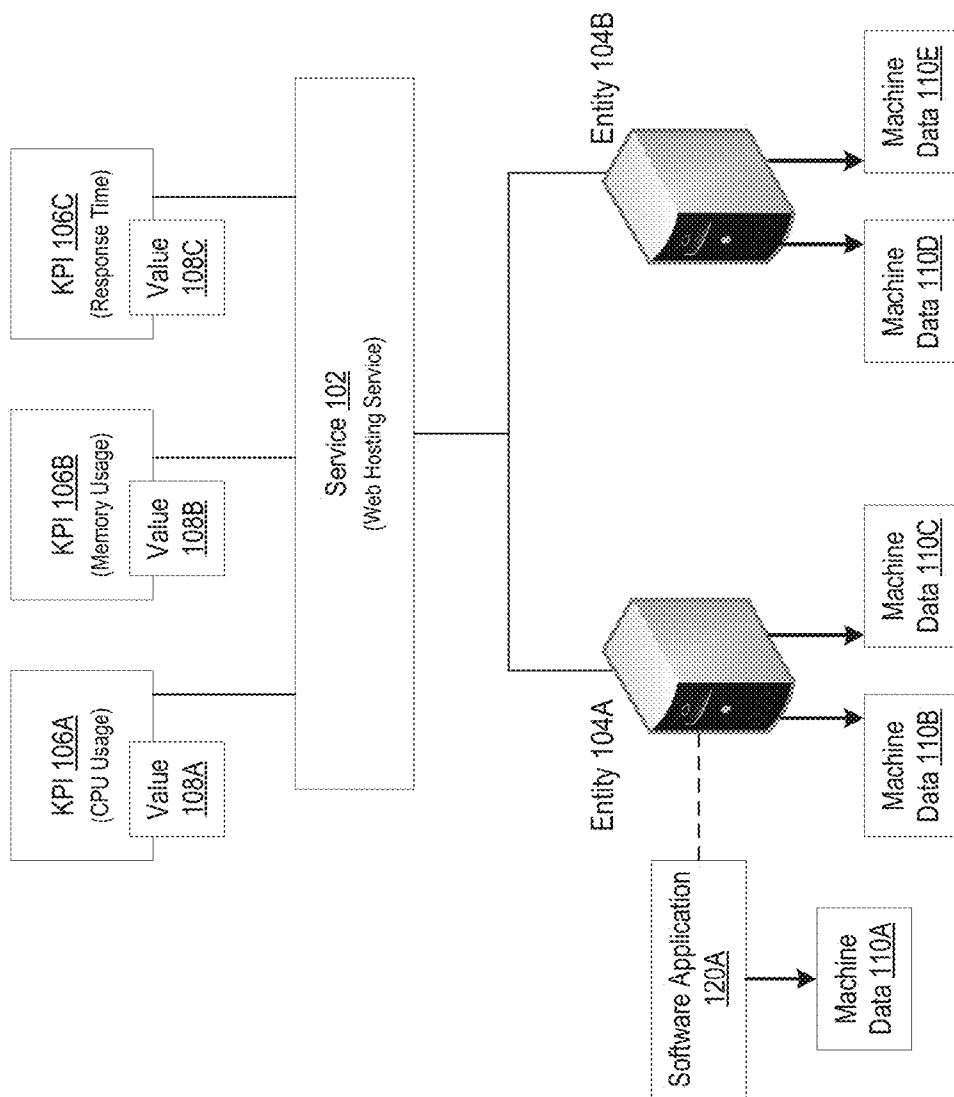 KPI 106A
(CPU Usage)
Value
108A
KPI 106B
(Memory Usage)
Value
108B
KPI 106C
(Response Time)
Value
108C
Service 102
(Web Hosting Service)
Entity 104A
Entity 104B
Software Application
120A
Machine
Data 110A
Machine
Data 110B
Machine
Data 110C
Machine
Data 110D
Machine
Data 110E